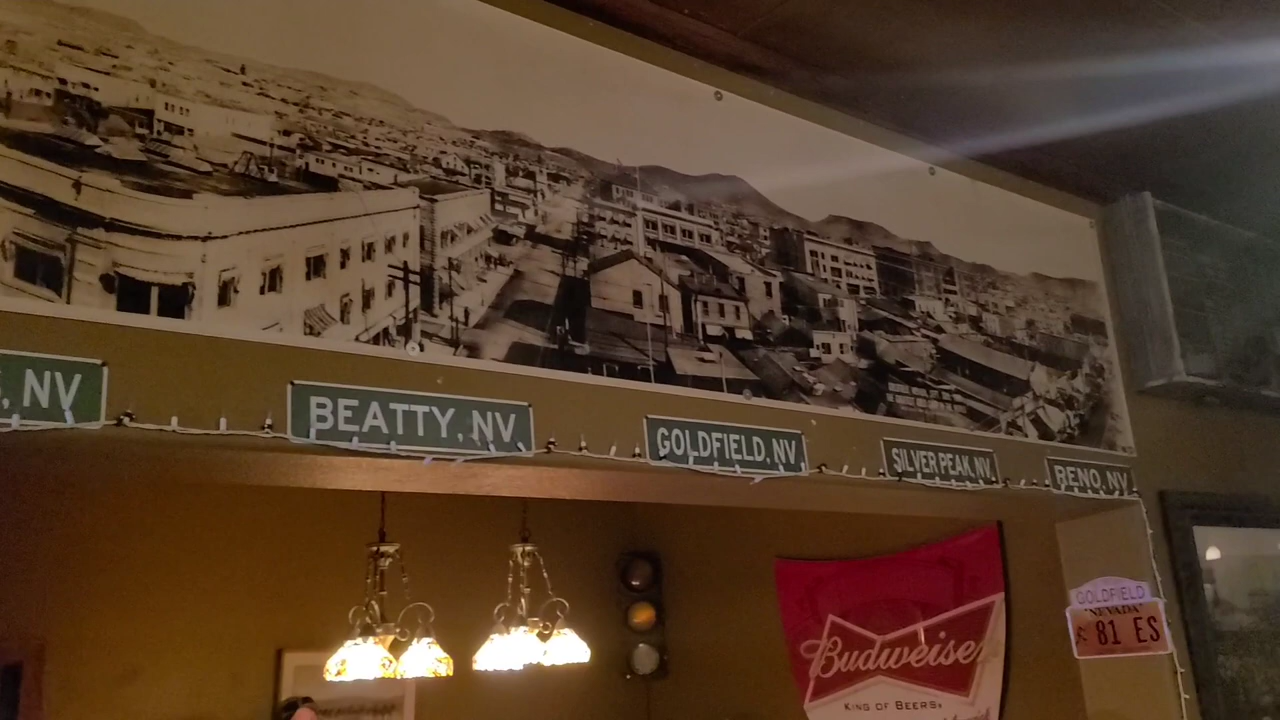 , NV
BEATTY, NV
GOLDFIELD, NV
SILVER PEAK, NV.
RENO, NV
Budweiser
KING OF BEERS®
GOLDFIELD
NEVADA
81 ES